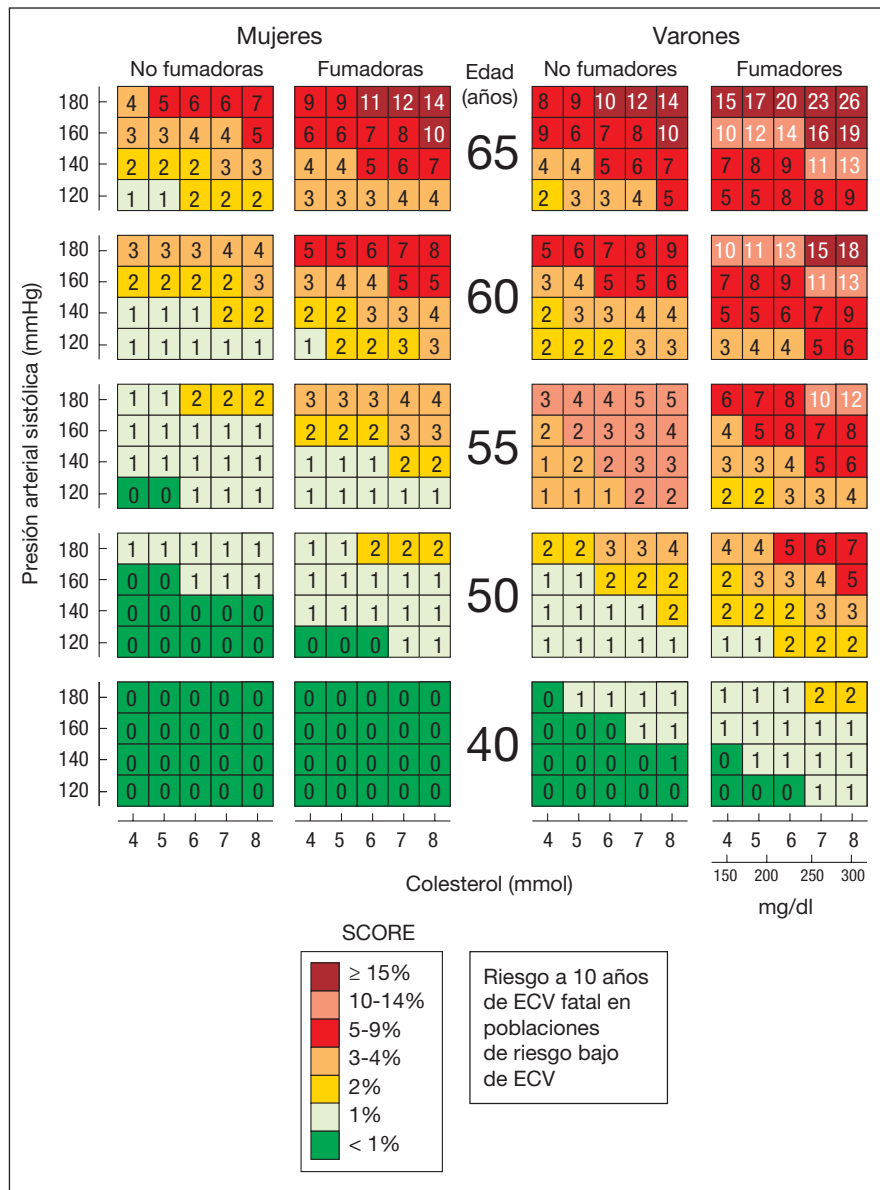 Mujeres Varones
No fumadoras Fumadoras Edad (años) No fumadores Fumadores
Presión arterial sistólica (mmHg)
65
180 4 5 6 6 7 9 9 11 12 14 8 9 10 12 14 15 17 20 23 26
160 3 3 4 4 5 6 6 7 8 10 9 6 7 8 10 10 12 14 16 19
140 2 2 2 3 3 4 4 5 6 7 4 4 5 6 7 7 8 9 11 13
120 1 1 2 2 2 3 3 3 4 4 2 3 3 4 5 5 5 8 8 9
60
180 3 3 3 4 4 5 5 6 7 8 5 6 7 8 9 10 11 13 15 18
160 2 2 2 2 3 3 4 4 5 5 3 4 5 5 6 7 8 9 11 13
140 1 1 1 2 2 2 2 3 3 4 2 3 3 4 4 5 5 6 7 9
120 1 1 1 1 1 1 2 2 3 3 2 2 2 3 3 3 4 4 5 6
55
180 1 1 2 2 2 3 3 3 4 4 3 4 4 5 5 6 7 8 10 12
160 1 1 1 1 1 2 2 2 3 3 2 2 3 3 4 4 5 8 7 8
140 1 1 1 1 1 1 1 1 2 2 1 2 2 3 3 3 3 4 5 6
120 0 0 1 1 1 1 1 1 1 1 1 1 1 2 2 2 2 3 3 4
50
180 1 1 1 1 1 1 1 2 2 2 2 2 3 3 4 4 4 5 6 7
160 0 0 1 1 1 1 1 1 1 1 1 1 2 2 2 2 3 3 4 5
140 0 0 0 0 0 1 1 1 1 1 1 1 1 1 2 2 2 2 3 3
120 0 0 0 0 0 0 0 0 1 1 1 1 1 1 1 1 1 2 2 2
40
180 0 0 0 0 0 0 0 0 0 0 0 1 1 1 1 1 1 1 2 2
160 0 0 0 0 0 0 0 0 0 0 0 0 0 1 1 1 1 1 1 1
140 0 0 0 0 0 0 0 0 0 0 0 0 0 0 1 0 1 1 1 1
120 0 0 0 0 0 0 0 0 0 0 0 0 0 0 0 0 0 0 1 1
4 5 6 7 8 4 5 6 7 8 4 5 6 7 8 4 5 6 7 8
150 200 250 300
Colesterol (mmol)
mg/dl
SCORE
≥ 15%
10-14%
5-9%
3-4%
2%
1%
< 1%
Riesgo a 10 años
de ECV fatal en
poblaciones
de riesgo bajo
de ECV